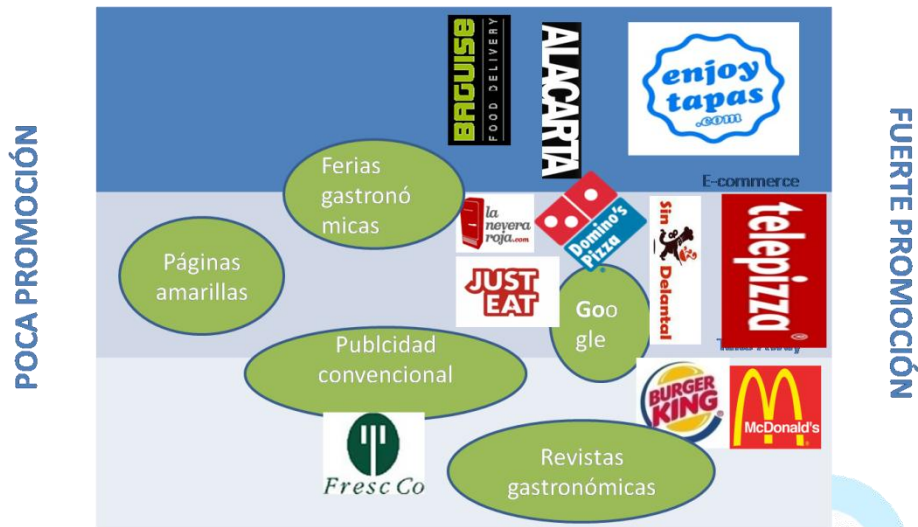 POCA PROMOCIÓN
FUERTE PROMOCIÓN
BAGUISE
FOOD DELIVERY
ALACARTA
enjoy
tapas
.com
E-commerce
Ferias
gastronó
micas
Páginas
amarillas
la
nevera
roja.com
Domino's
Pizza
Sin
Delantal
telepizza
JUST
EAT
Goo
gle
Take Away
Publcidad
convencional
BURGER
KING
McDonald's
Fresc Co
Revistas
gastronómicas